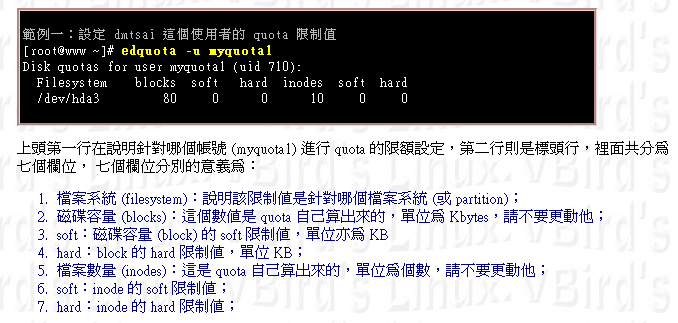 範例一：設定 dmtsai 這個使用者的 quota 限制值
[root@www ~]# edquota -u myquota1
Disk quotas for user myquota1 (uid 710):
Filesystem blocks soft hard inodes soft hard
/dev/hda3 80 0 0 10 0 0
上頭第一行在說明針對哪個帳號 (myquota1) 進行 quota 的限額設定，第二行則是標頭行，裡面共分為
七個欄位， 七個欄位分別的意義為：
1. 檔案系統 (filesystem)：說明該限制值是針對哪個檔案系統 (或 partition)；
2. 磁碟容量 (blocks)：這個數值是 quota 自己算出來的，單位為 Kbytes，請不要更動他；
3. soft：磁碟容量 (block) 的 soft 限制值，單位亦為 KB
4. hard：block 的 hard 限制值，單位 KB；
5. 檔案數量 (inodes)：這是 quota 自己算出來的，單位為個數，請不要更動他；
6. soft：inode 的 soft 限制值；
7. hard：inode 的 hard 限制值；